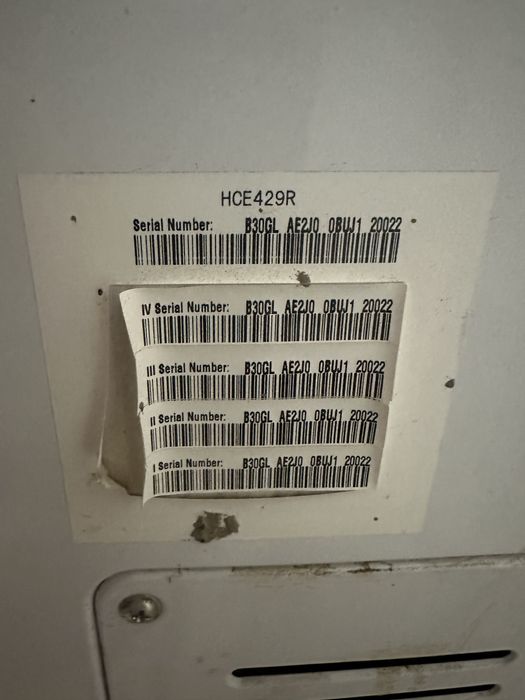 HCE429R
Serial Number: B30GL AE2J0 0BUJ1 20022
IV Serial Number: B30GL AE2J0 0BUJ1 20022
III Serial Number: B30GL AE2J0 0BUJ1 20022
II Serial Number: B30GL AE2J0 0BUJ1 20022
I Serial Number: B30GL AE2J0 0BUJ1 20022